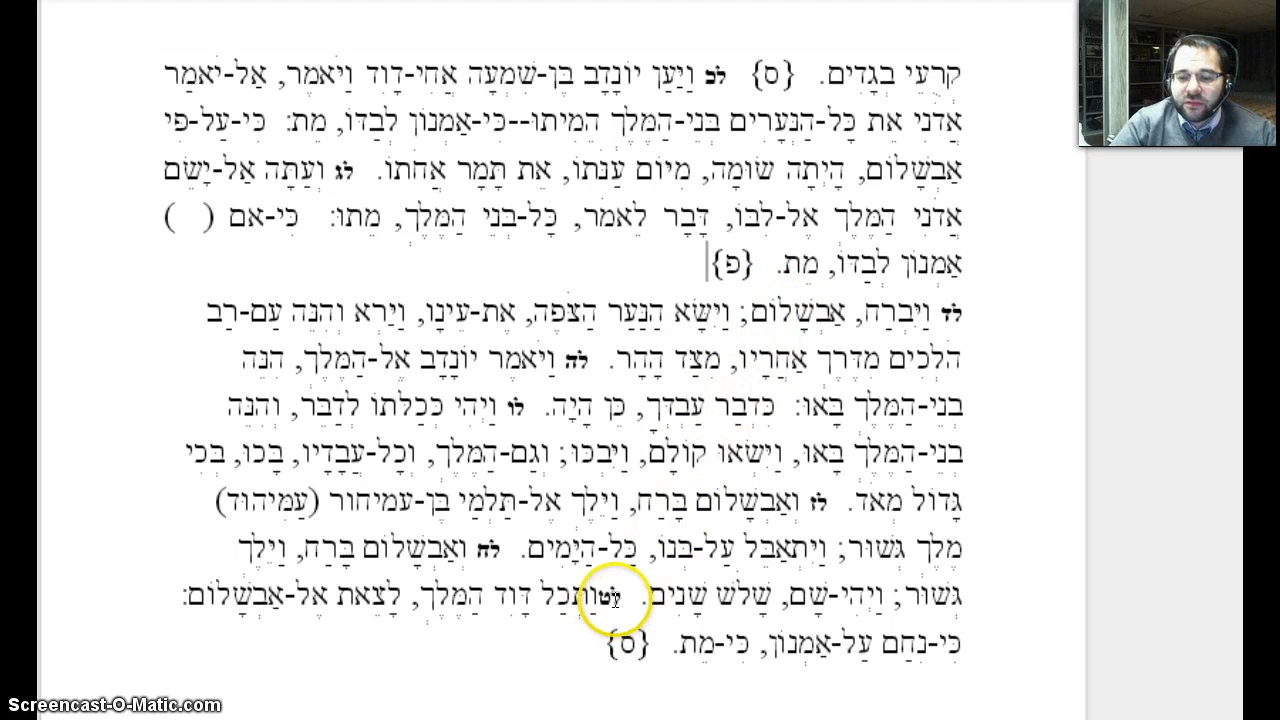 קְרֻעֵי בְגָדִים. {ס} לב וַיַּעַן יוֹנָדָב בֶּן-שִׁמְעָה אֲחִי-דָוִד וַיֹּאמֶר, אַל-יֹאמַר
אֲדֹנִי אֵת כָּל-הַנְּעָרִים בְּנֵי-הַמֶּלֶךְ הֵמִיתוּ--כִּי-אַמְנוֹן לְבַדּוֹ, מֵת: כִּי-עַל-פִּי
אַבְשָׁלוֹם, הָיְתָה שׂוּמָה, מִיּוֹם עַנֹּתוֹ, אֵת תָּמָר אֲחֹתוֹ. לג וְעַתָּה אַל-יָשֵׂם
אֲדֹנִי הַמֶּלֶךְ אֶל-לִבּוֹ, דָּבָר לֵאמֹר, כָּל-בְּנֵי הַמֶּלֶךְ, מֵתוּ: כִּי-אם ( )
אַמְנוֹן לְבַדּוֹ, מֵת. {פ}
לד וַיִּבְרַח, אַבְשָׁלוֹם; וַיִּשָּׂא הַנַּעַר הַצֹּפֶה, אֶת-עֵינָו, וַיַּרְא וְהִנֵּה עַם-רַב
הֹלְכִים מִדֶּרֶךְ אַחֲרָיו, מִצַּד הָהָר. לה וַיֹּאמֶר יוֹנָדָב אֶל-הַמֶּלֶךְ, הִנֵּה
בְנֵי-הַמֶּלֶךְ בָּאוּ: כִּדְבַר עַבְדְּךָ, כֵּן הָיָה. לו וַיְהִי כְּכַלֹּתוֹ לְדַבֵּר, וְהִנֵּה
בְנֵי-הַמֶּלֶךְ בָּאוּ, וַיִּשְׂאוּ קוֹלָם, וַיִּבְכּוּ; וְגַם-הַמֶּלֶךְ, וְכָל-עֲבָדָיו, בָּכוּ, בְּכִי
גָּדוֹל מְאֹד. לז וְאַבְשָׁלוֹם בָּרַח, וַיֵּלֶךְ אֶל-תַּלְמַי בֶּן-עמיחור (עַמִּיהוּד)
מֶלֶךְ גְּשׁוּר; וַיִּתְאַבֵּל עַל-בְּנוֹ, כָּל-הַיָּמִים. לח וְאַבְשָׁלוֹם בָּרַח, וַיֵּלֶךְ
גְּשׁוּר; וַיְהִי-שָׁם, שָׁלֹשׁ שָׁנִים. לט וַתְּכַל דָּוִד הַמֶּלֶךְ, לָצֵאת אֶל-אַבְשָׁלוֹם:
כִּי-נִחַם עַל-אַמְנוֹן, כִּי-מֵת. {ס}
Screencast-O-Matic.com